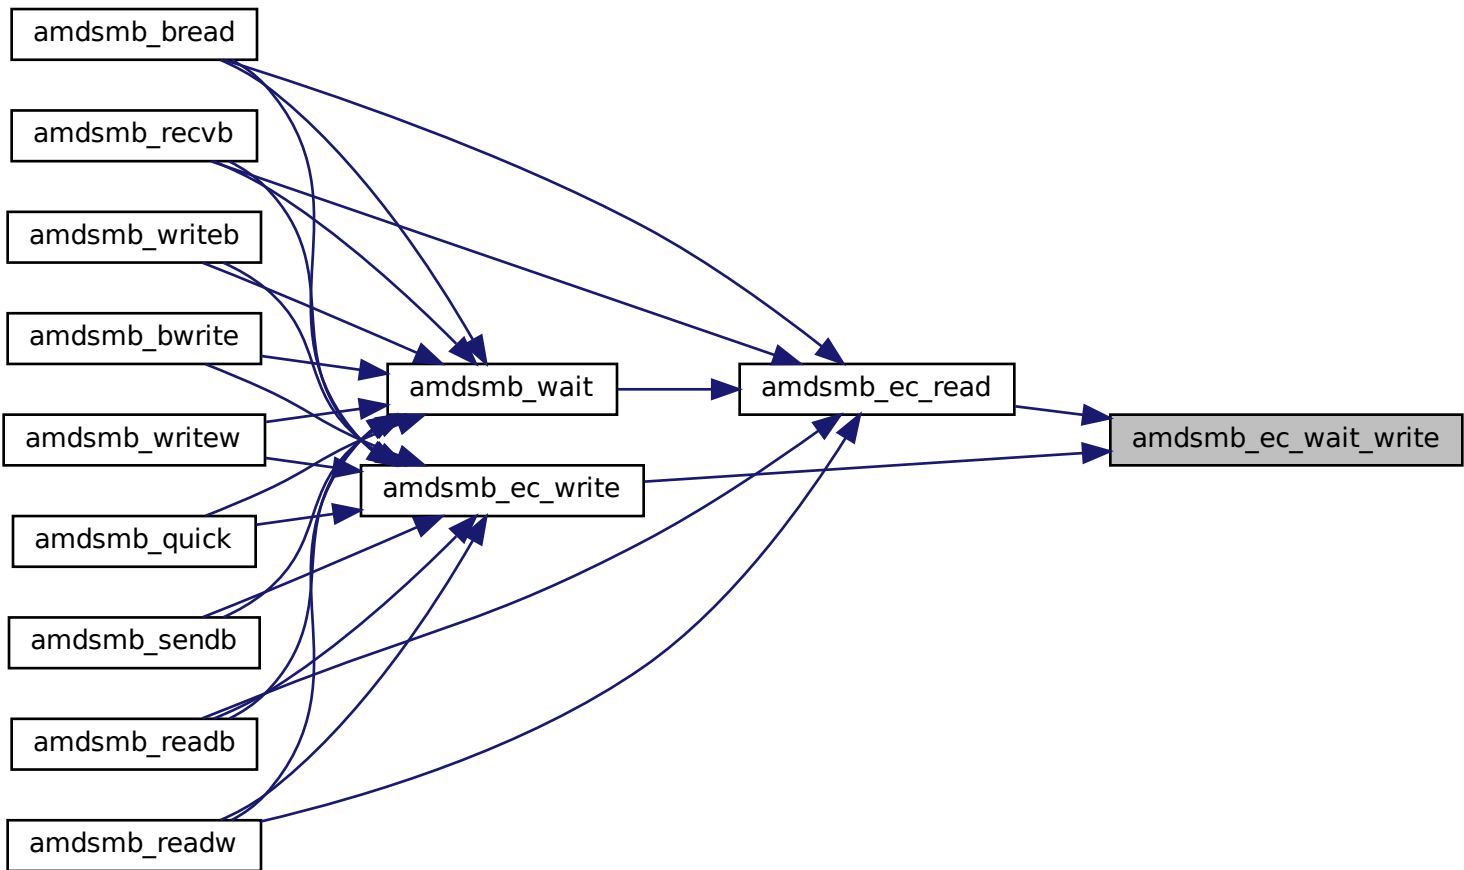 amdsmb_bread
amdsmb_recvb
amdsmb_writeb
amdsmb_bwrite
amdsmb_writew
amdsmb_quick
amdsmb_sendb
amdsmb_readb
amdsmb_readw
amdsmb_wait
amdsmb_ec_write
amdsmb_ec_read
amdsmb_ec_wait_write